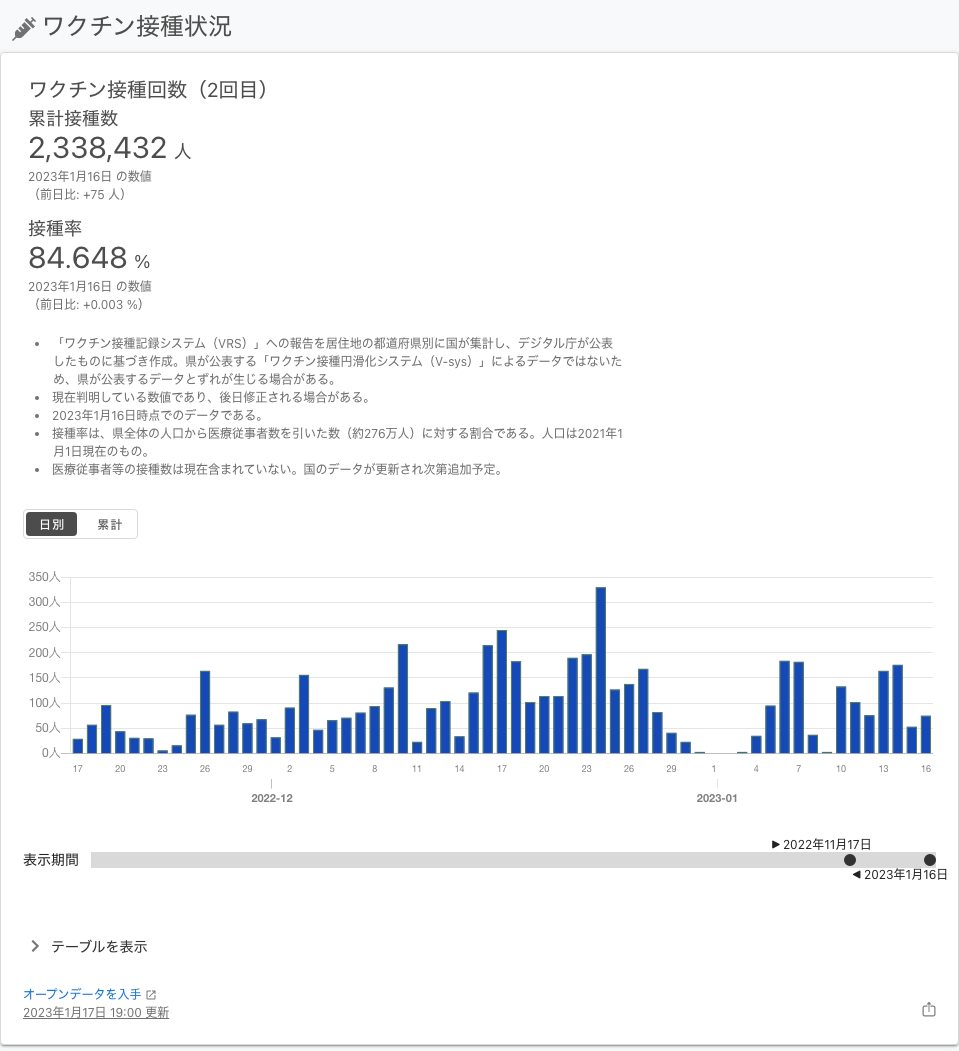 ワクチン接種状況
ワクチン接種回数（2回目）
累計接種数
2,338,432 人
2023年1月16日 の数値
（前日比: +75 人）
接種率
84.648 %
2023年1月16日 の数値
（前日比: +0.003 %）
• 「ワクチン接種記録システム（VRS）」への報告を居住地の都道府県別に国が集計し、デジタル庁が公表
したものに基づき作成。県が公表する「ワクチン接種円滑化システム（V-sys）」によるデータではないた
め、県が公表するデータとずれが生じる場合がある。
• 現在判明している数値であり、後日修正される場合がある。
• 2023年1月16日時点でのデータである。
• 接種率は、県全体の人口から医療従事者数を引いた数（約276万人）に対する割合である。人口は2021年1
月1日現在のもの。
• 医療従事者等の接種数は現在含まれていない。国のデータが更新され次第追加予定。
日別 累計
350人
300人
250人
200人
150人
100人
50人
0人
17 20 23 26 29 2 5 8 11 14 17 20 23 26 29 1 4 7 10 13 16
2022-12 2023-01
▶ 2022年11月17日
表示期間
◀ 2023年1月16日
テーブルを表示
オープンデータを入手
2023年1月17日 19:00 更新